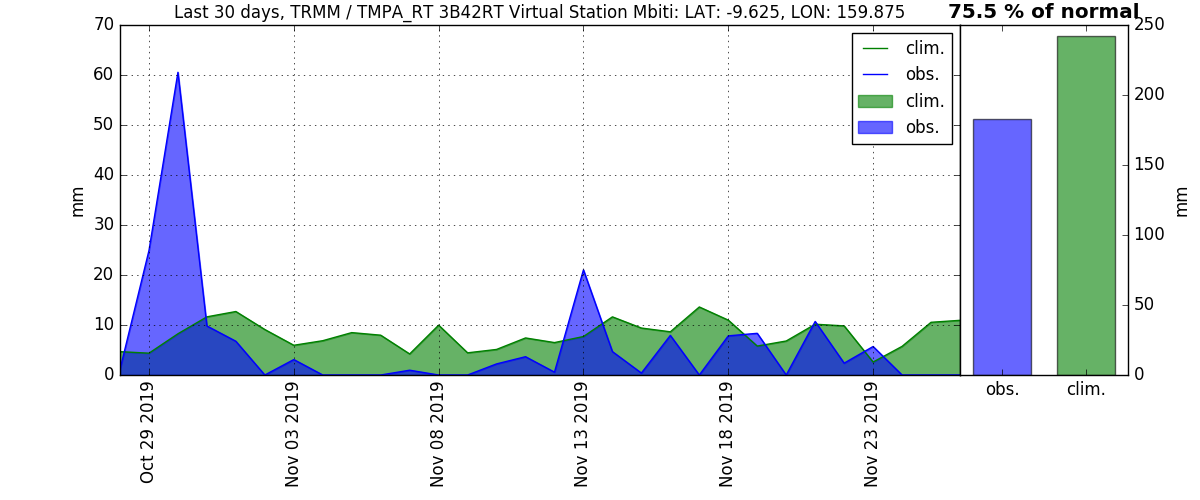 Last 30 days, TRMM / TMPA_RT 3B42RT Virtual Station Mbiti: LAT: -9.625, LON: 159.875
75.5 % of normal
70
60
50
40
30
20
10
0
mm
clim.
obs.
clim.
obs.
Oct 29 2019
Nov 03 2019
Nov 08 2019
Nov 13 2019
Nov 18 2019
Nov 23 2019
250
200
150
100
50
0
mm
obs.
clim.